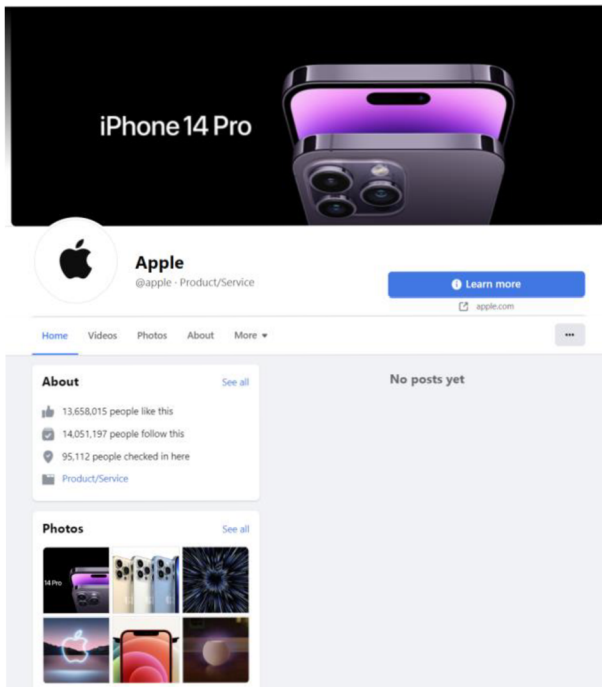 iPhone 14 Pro
Apple
@apple · Product/Service
Learn more
apple.com
Home Videos Photos About More
About See all
No posts yet
13,658,015 people like this
14,051,197 people follow this
95,112 people checked in here
Product/Service
Photos See all
14 Pro